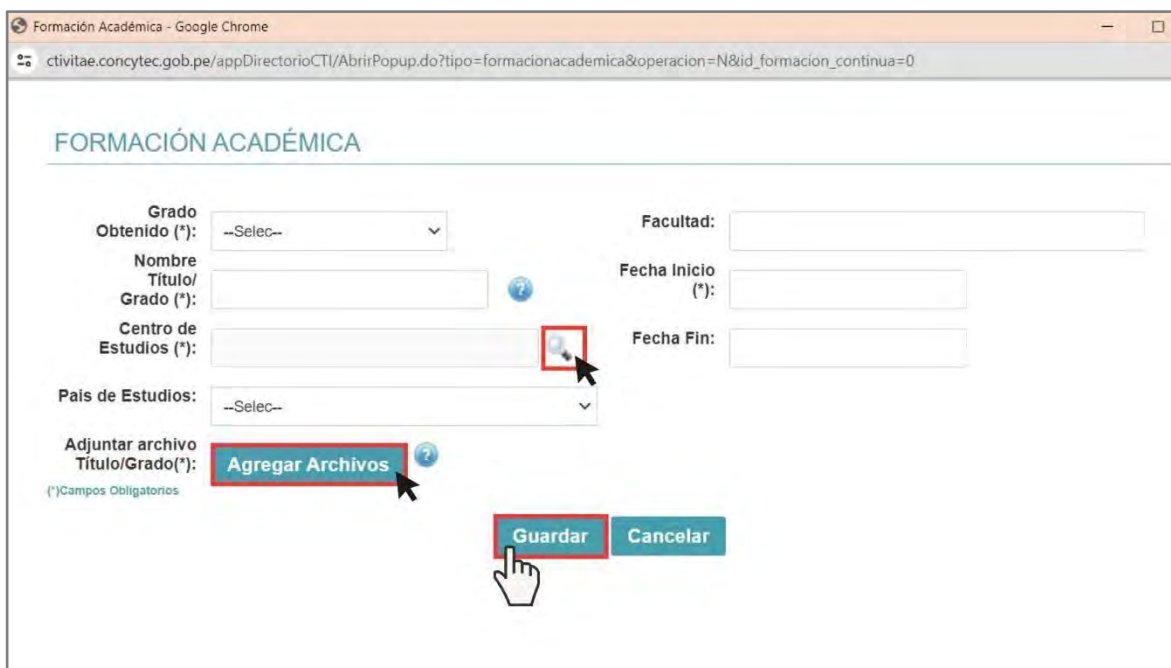 Formación Académica - Google Chrome
ctivitae.concytec.gob.pe/appDirectorioCTI/AbrirPopup.do?tipo=formacionacademica&operacion=N&id_formacion_continua=0
FORMACIÓN ACADÉMICA
Grado
Obtenido (*):
--Selec--
Nombre
Título/
Grado (*):
?
Centro de
Estudios (*):
País de Estudios:
--Selec--
Adjuntar archivo
Título/Grado(*):
Agregar Archivos
?
(*)Campos Obligatorios
Facultad:
Fecha Inicio
(*):
Fecha Fin:
Guardar
Cancelar